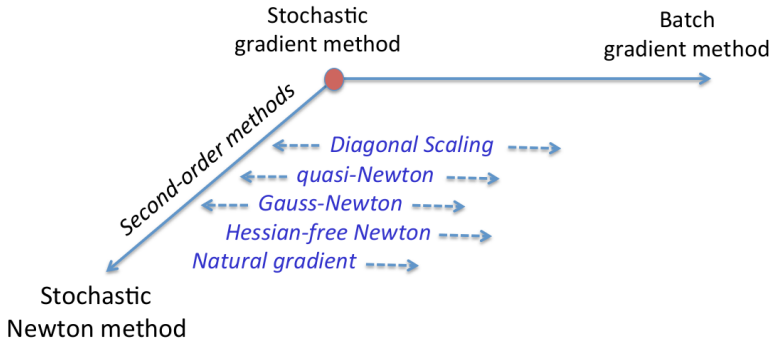 Stochastic
gradient method
Batch
gradient method
Second-order methods
Diagonal Scaling
quasi-Newton
Gauss-Newton
Hessian-free Newton
Natural gradient
Stochastic
Newton method